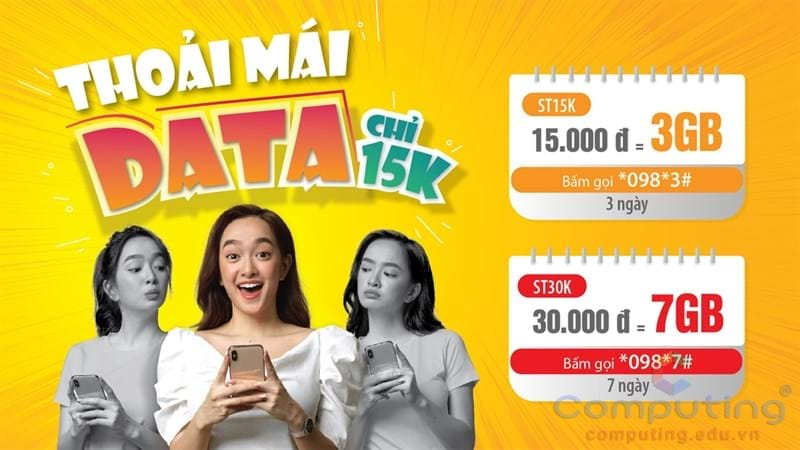 THOẢI MÁI
DATA
CHỈ
15K
ST15K
15.000 đ = 3GB
Bấm gọi *098*3#
3 ngày
ST30K
30.000 đ = 7GB
Bấm gọi *098*7#
7 ngày
Computing®
computing.edu.vn